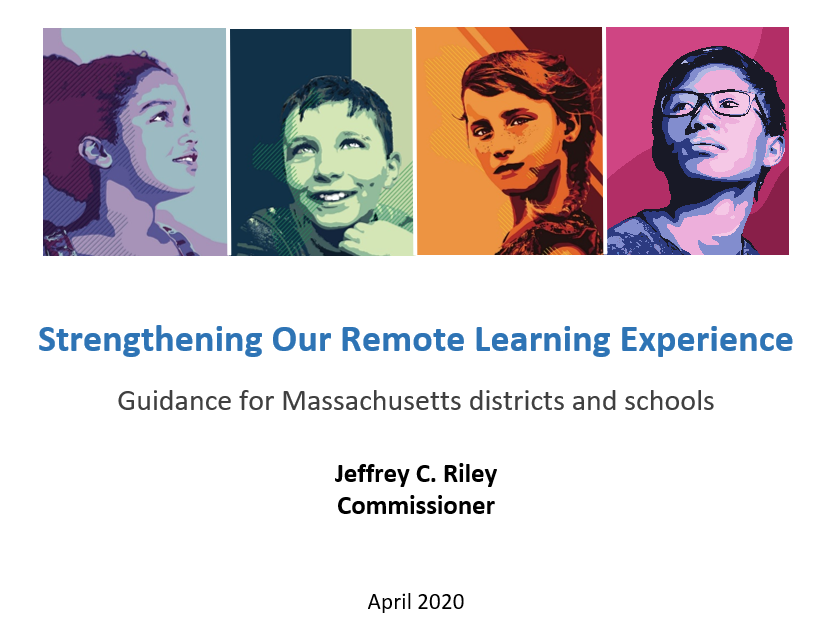 Strengthening Our Remote Learning Experience
Guidance for Massachusetts districts and schools
Jeffrey C. Riley
Commissioner
April 2020